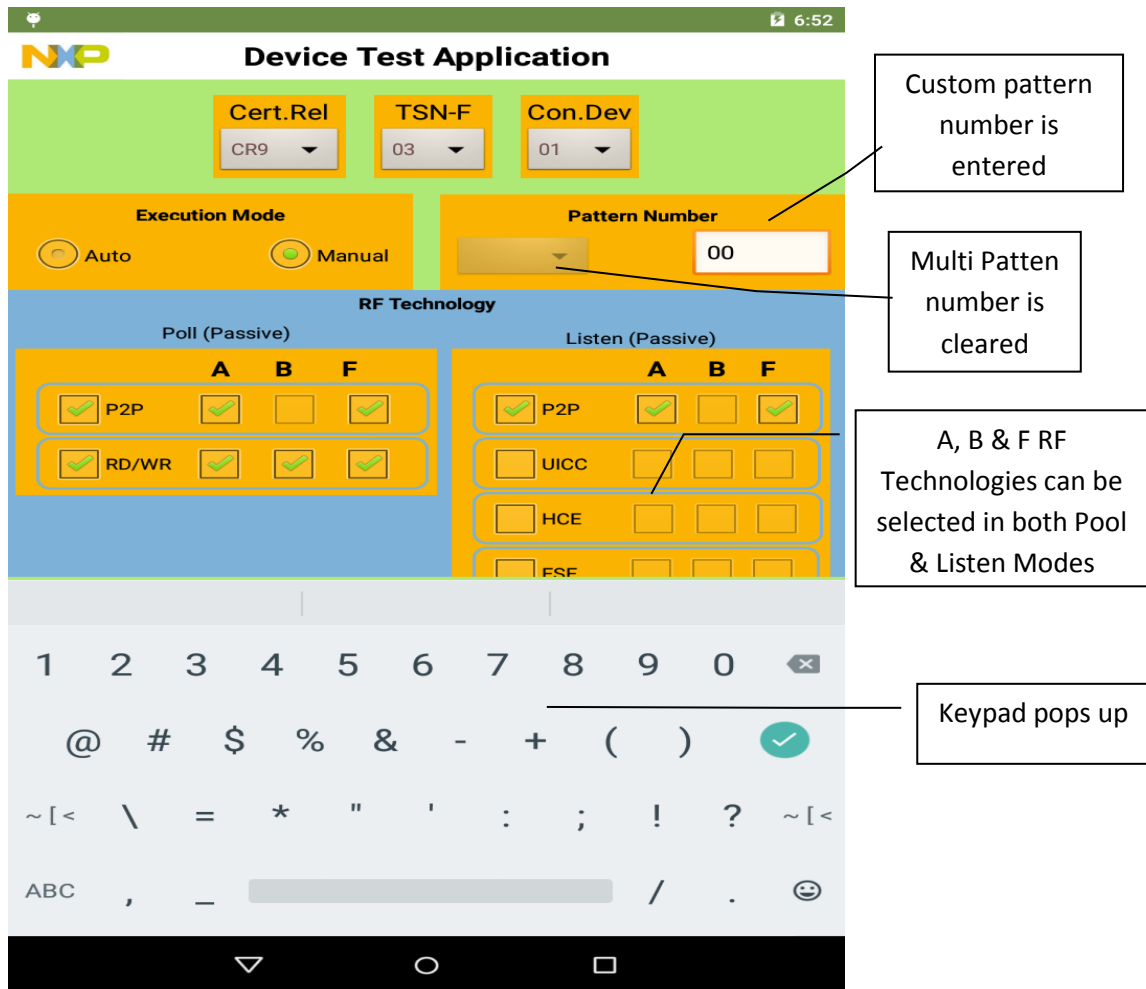 6:52
NXP
Device Test Application
Cert.Rel TSN-F Con.Dev
CR9 03 01
Execution Mode
Auto Manual
Pattern Number
00
RF Technology
Poll (Passive)
A B F
P2P
RD/WR
Listen (Passive)
A B F
P2P
UICC
HCE
ESE
1 2 3 4 5 6 7 8 9 0
@ # $ % & - + ( )
~ [ < \ = * " ' : ; ! ? ~ [ <
ABC , _ / .
Custom pattern
number is
entered
Multi Patten
number is
cleared
A, B & F RF
Technologies can be
selected in both Pool
& Listen Modes
Keypad pops up